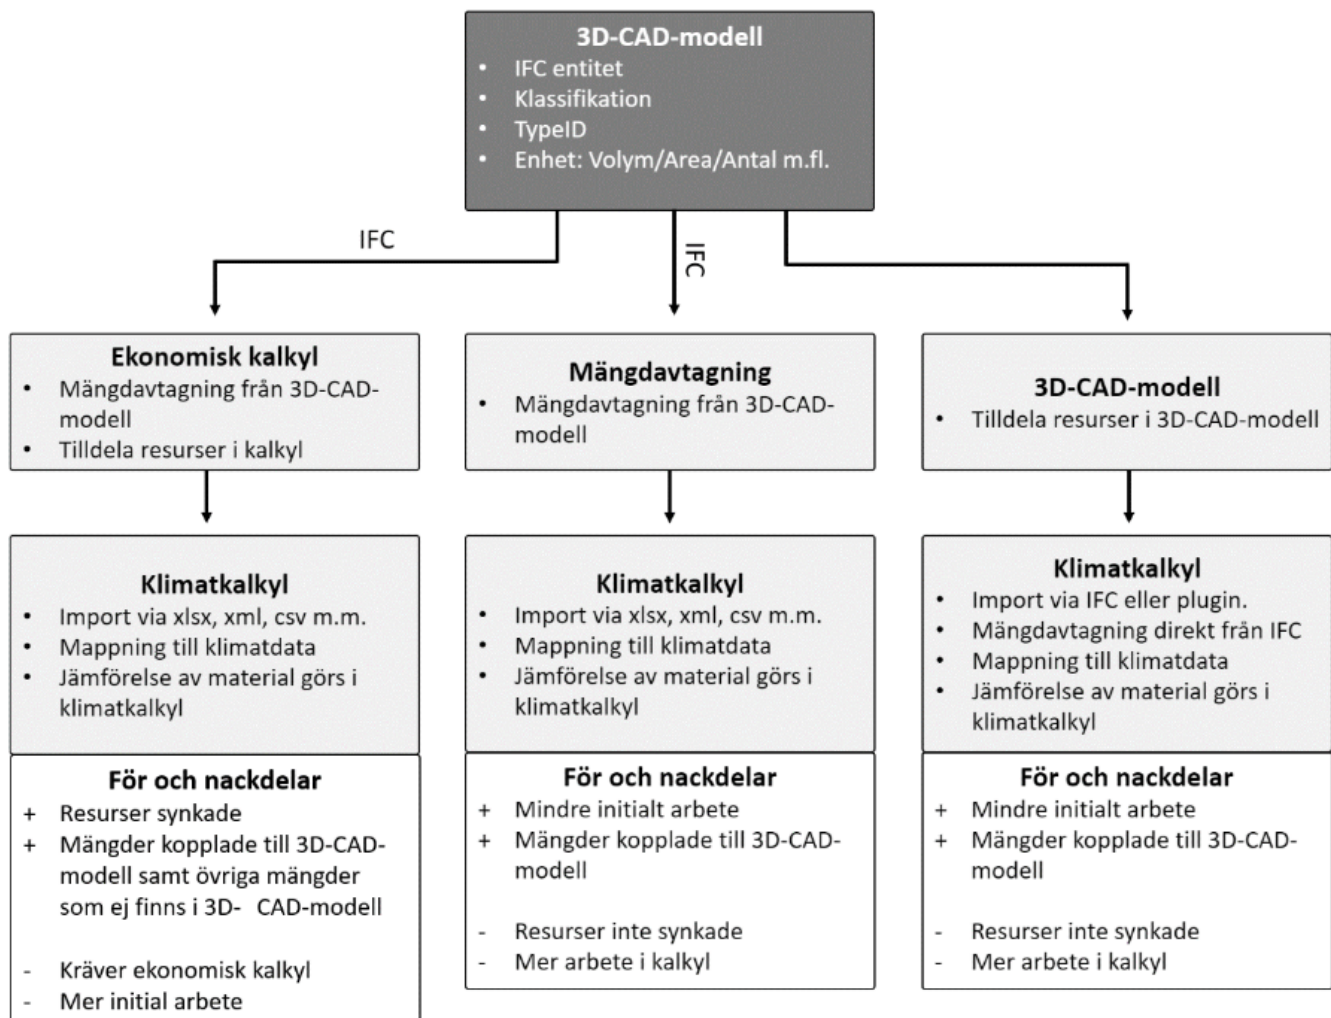 3D-CAD-modell
• IFC entitet
• Klassifikation
• TypeID
• Enhet: Volym/Area/Antal m.fl.
IFC
IFC
Ekonomisk kalkyl
• Mängdavtagning från 3D-CAD-
modell
• Tilldela resurser i kalkyl
Mängdavtagning
• Mängdavtagning från 3D-CAD-
modell
3D-CAD-modell
• Tilldela resurser i 3D-CAD-modell
Klimatkalkyl
• Import via xlsx, xml, csv m.m.
• Mappning till klimatdata
• Jämförelse av material görs i
klimatkalkyl
Klimatkalkyl
• Import via xlsx, xml, csv m.m.
• Mappning till klimatdata
• Jämförelse av material görs i
klimatkalkyl
Klimatkalkyl
• Import via IFC eller plugin.
• Mängdavtagning direkt från IFC
• Mappning till klimatdata
• Jämförelse av material görs i
klimatkalkyl
För och nackdelar
+ Resurser synkade
+ Mängder kopplade till 3D-CAD-
modell samt övriga mängder
som ej finns i 3D- CAD-modell
- Kräver ekonomisk kalkyl
- Mer initial arbete
För och nackdelar
+ Mindre initialt arbete
+ Mängder kopplade till 3D-CAD-
modell
- Resurser inte synkade
- Mer arbete i kalkyl
För och nackdelar
+ Mindre initialt arbete
+ Mängder kopplade till 3D-CAD-
modell
- Resurser inte synkade
- Mer arbete i kalkyl